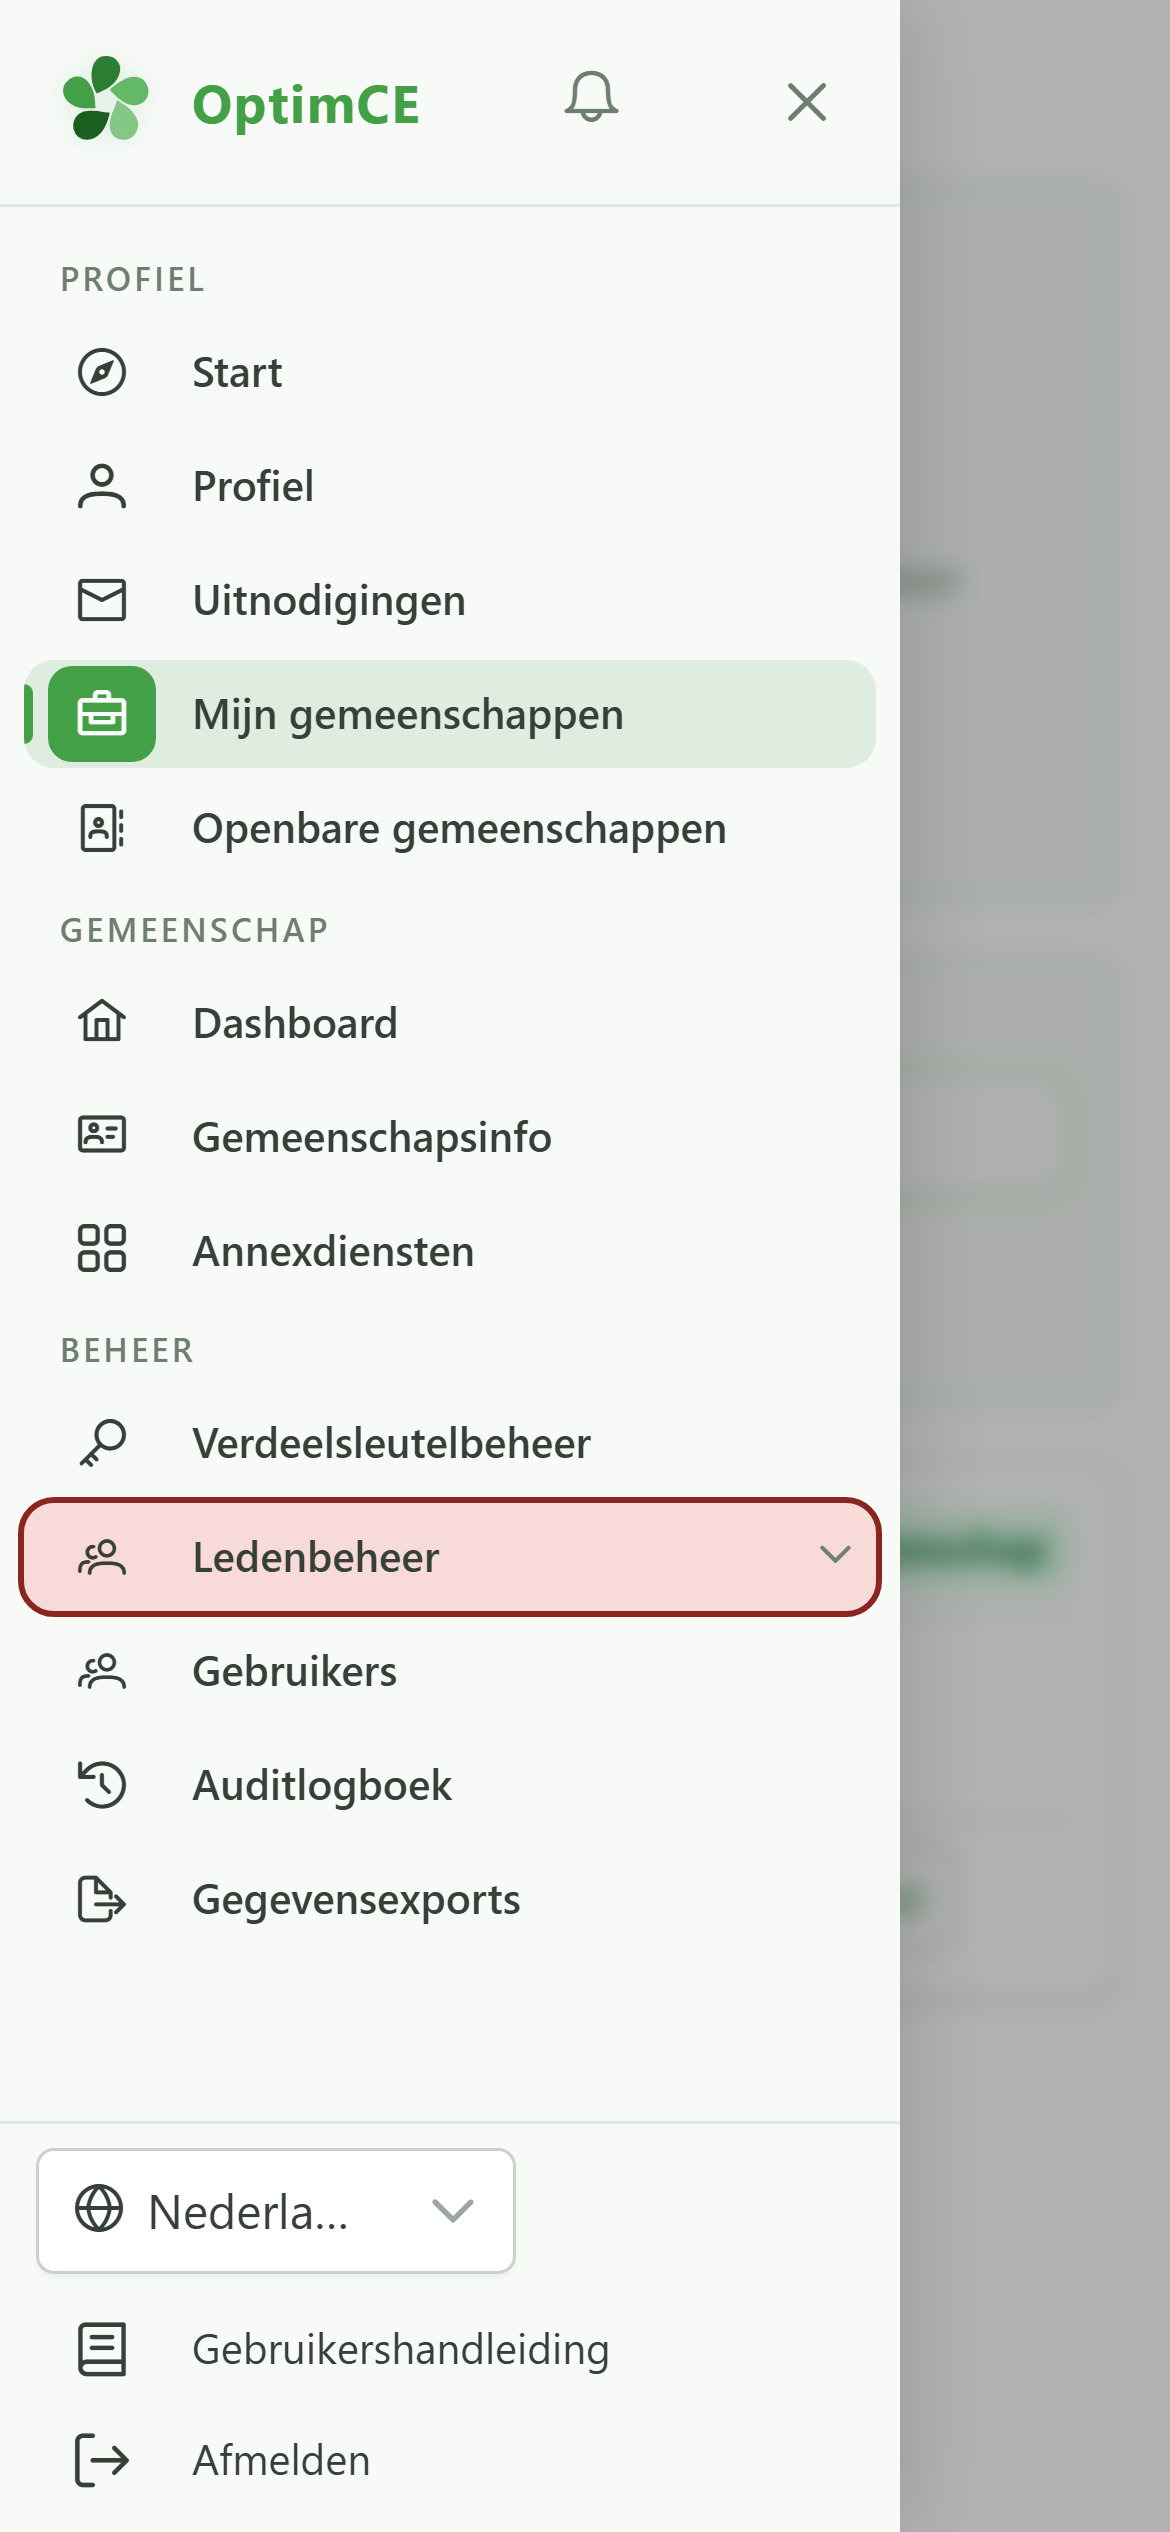 OptimCE
PROFIEL
Start
Profiel
Uitnodigingen
Mijn gemeenschappen
Openbare gemeenschappen
GEMEENSCHAP
Dashboard
Gemeenschapsinfo
Annexdiensten
BEHEER
Verdeelsleutelbeheer
Ledenbeheer
Gebruikers
Auditlogboek
Gegevensexports
Nederla...
Gebruikershandleiding
Afmelden